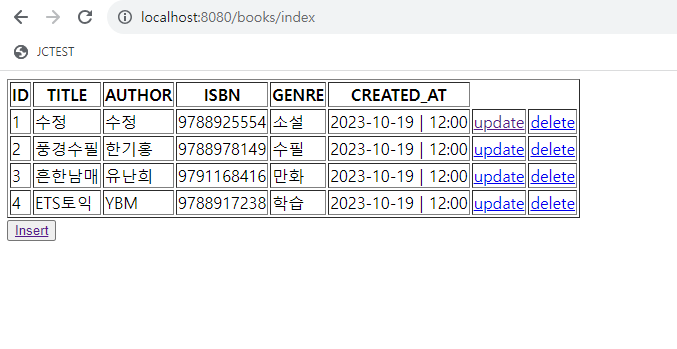 localhost:8080/books/index
JCTEST
ID TITLE AUTHOR ISBN GENRE CREATED_AT
1 수정 수정 9788925554 소설 2023-10-19 | 12:00 update delete
2 풍경수필 한기홍 9788978149 수필 2023-10-19 | 12:00 update delete
3 흔한남매 유난희 9791168416 만화 2023-10-19 | 12:00 update delete
4 ETS토익 YBM 9788917238 학습 2023-10-19 | 12:00 update delete
Insert